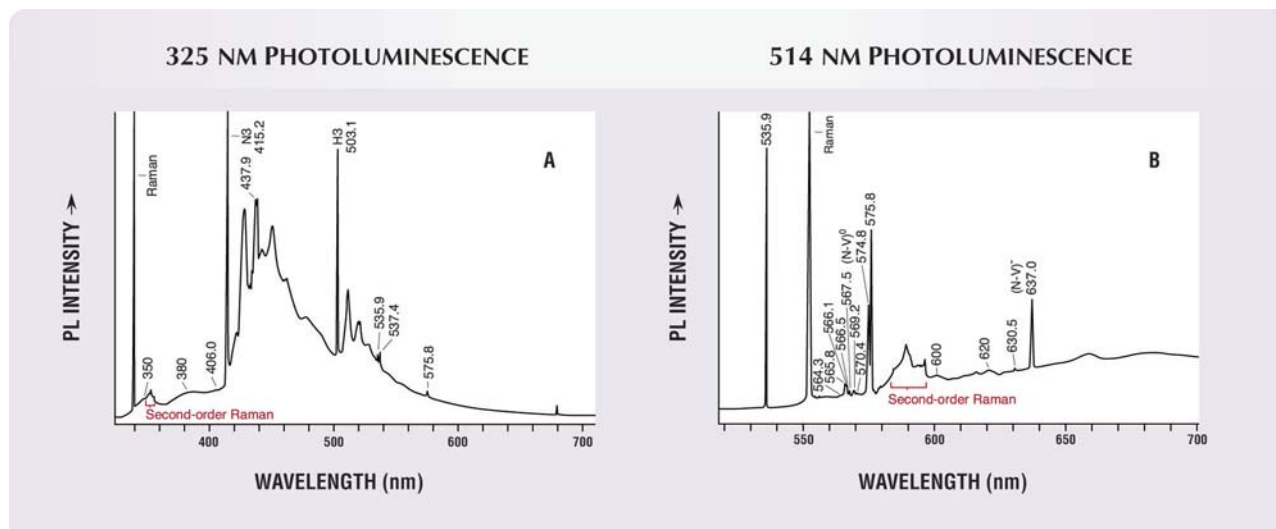 325 NM PHOTOLUMINESCENCE
A
PL INTENSITY →
Raman
350
380
406.0
N3
415.2
437.9
H3
503.1
535.9
537.4
575.8
Second-order Raman
400
500
600
700
WAVELENGTH (nm)
514 NM PHOTOLUMINESCENCE
B
PL INTENSITY →
535.9
Raman
564.3
565.8
566.1
566.5
567.5
569.2
570.4
(N-V)⁰
574.8
575.8
600
620
630.5
(N-V)⁻
637.0
Second-order Raman
550
600
650
700
WAVELENGTH (nm)